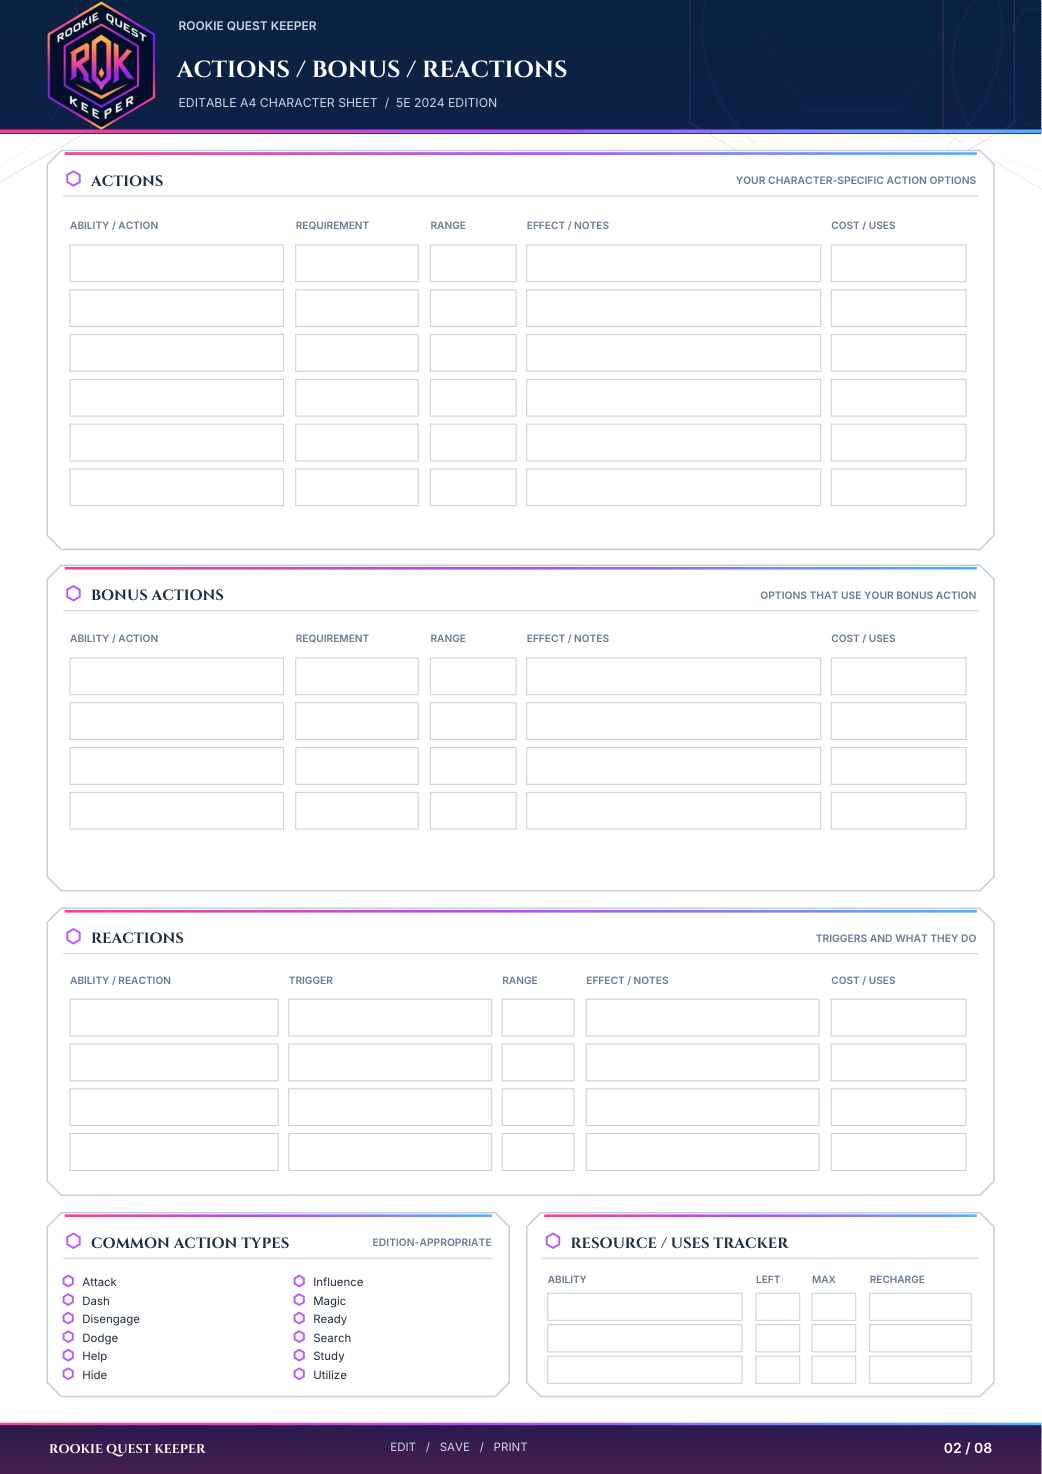 ROOKIE QUEST
RQK
KEEPER
ROOKIE QUEST KEEPER
ACTIONS / BONUS / REACTIONS
EDITABLE A4 CHARACTER SHEET / 5E 2024 EDITION
ACTIONS
YOUR CHARACTER-SPECIFIC ACTION OPTIONS
ABILITY / ACTION REQUIREMENT RANGE EFFECT / NOTES COST / USES
BONUS ACTIONS
OPTIONS THAT USE YOUR BONUS ACTION
ABILITY / ACTION REQUIREMENT RANGE EFFECT / NOTES COST / USES
REACTIONS
TRIGGERS AND WHAT THEY DO
ABILITY / REACTION TRIGGER RANGE EFFECT / NOTES COST / USES
COMMON ACTION TYPES
EDITION-APPROPRIATE
Attack
Dash
Disengage
Dodge
Help
Hide
Influence
Magic
Ready
Search
Study
Utilize
RESOURCE / USES TRACKER
ABILITY LEFT MAX RECHARGE
ROOKIE QUEST KEEPER
EDIT / SAVE / PRINT
02 / 08